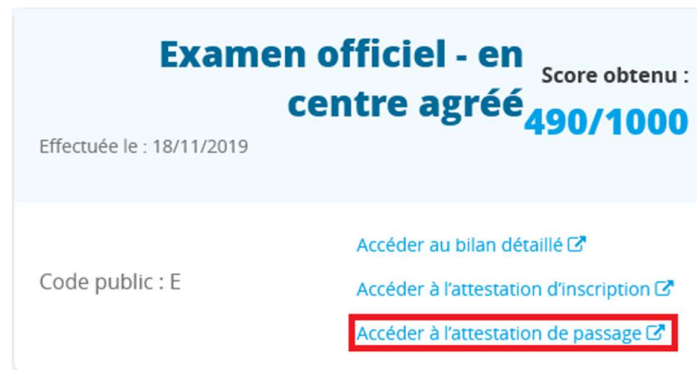 Examen officiel - en
centre agréé
Score obtenu :
490/1000
Effectuée le : 18/11/2019
Accéder au bilan détaillé
Code public : E
Accéder à l'attestation d'inscription
Accéder à l'attestation de passage